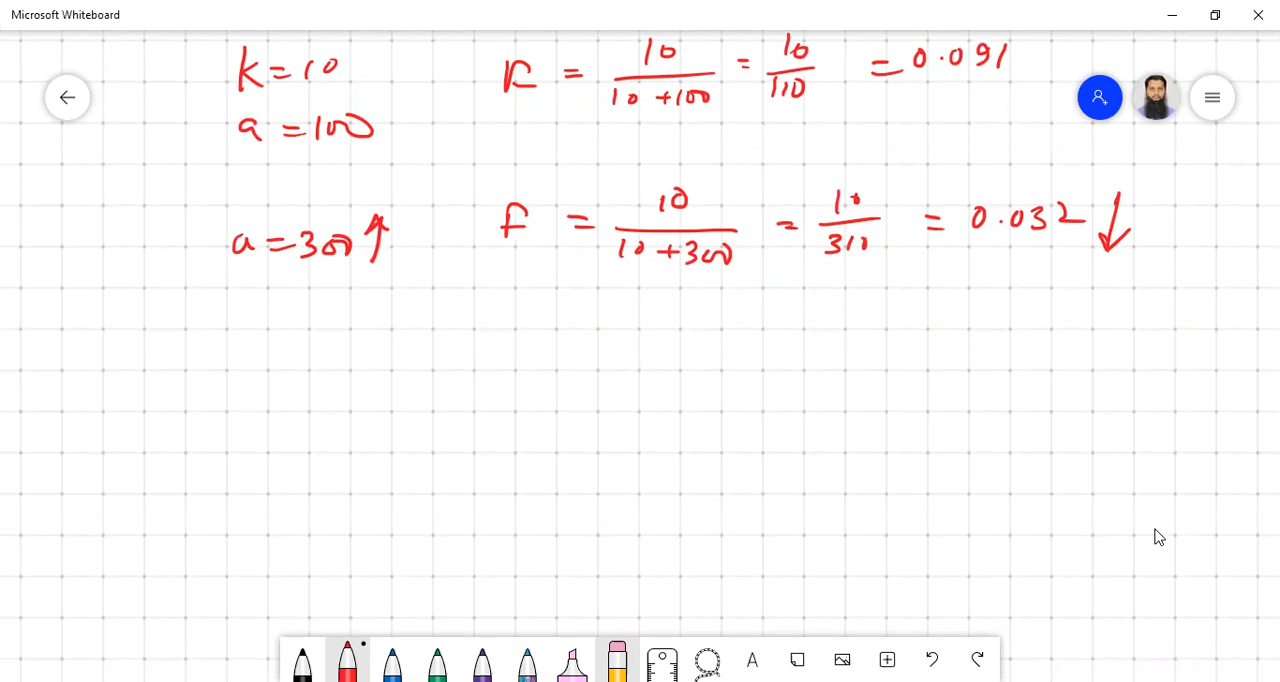 Microsoft Whiteboard
k = 10
= 10 / (10 + 100) = 10 / 110 = 0.091
a = 100
a = 300 ↑
F = 10 / (10 + 300) = 10 / 310 = 0.032 ↓
A